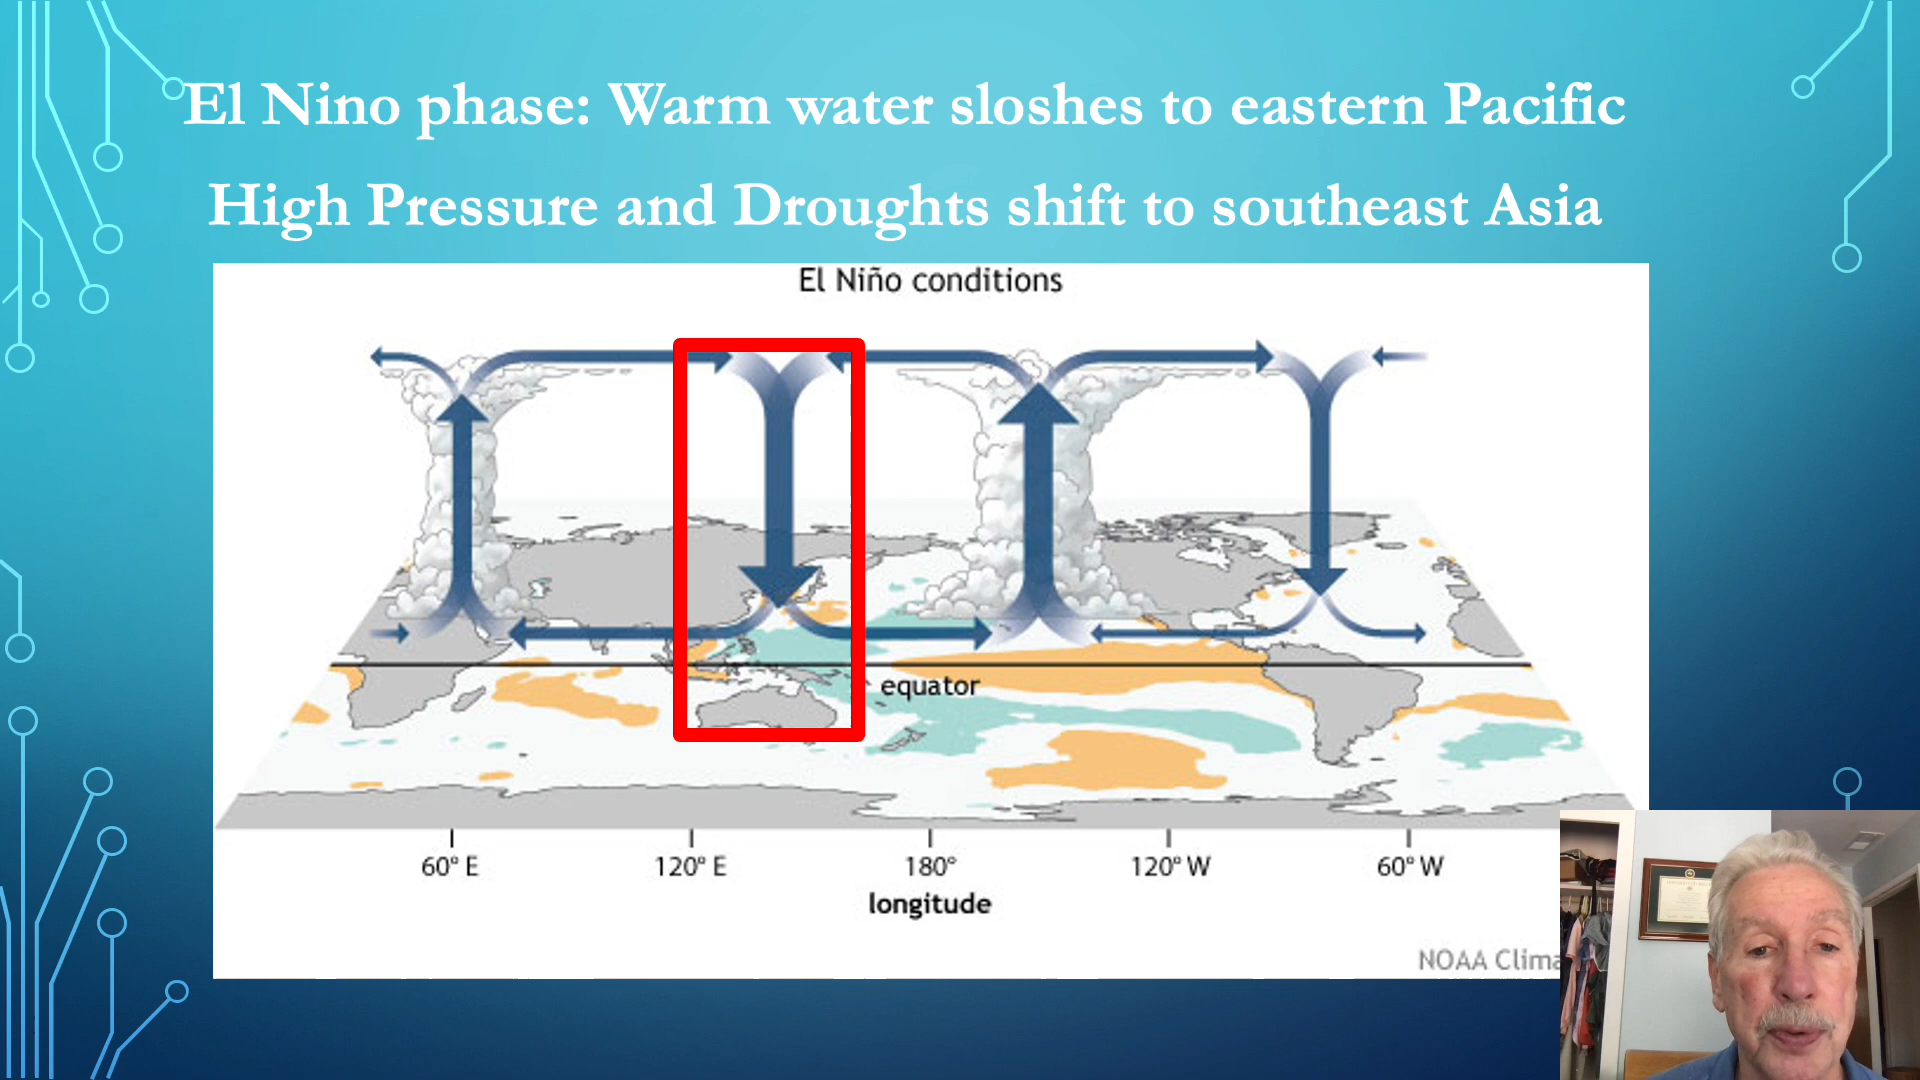 El Nino phase: Warm water sloshes to eastern Pacific
High Pressure and Droughts shift to southeast Asia
El Niño conditions
equator
60° E
120° E
180°
120° W
60° W
longitude
NOAA Clima